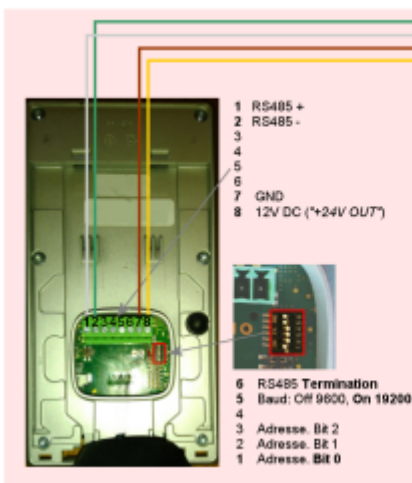 1 RS485 +
2 RS485 -
3
4
5
6
7 GND
8 12V DC ("+24V OUT")
12345678
6 RS485 Termination
5 Baud: Off 9600, On 19200
4
3 Adresse. Bit 2
2 Adresse. Bit 1
1 Adresse. Bit 0